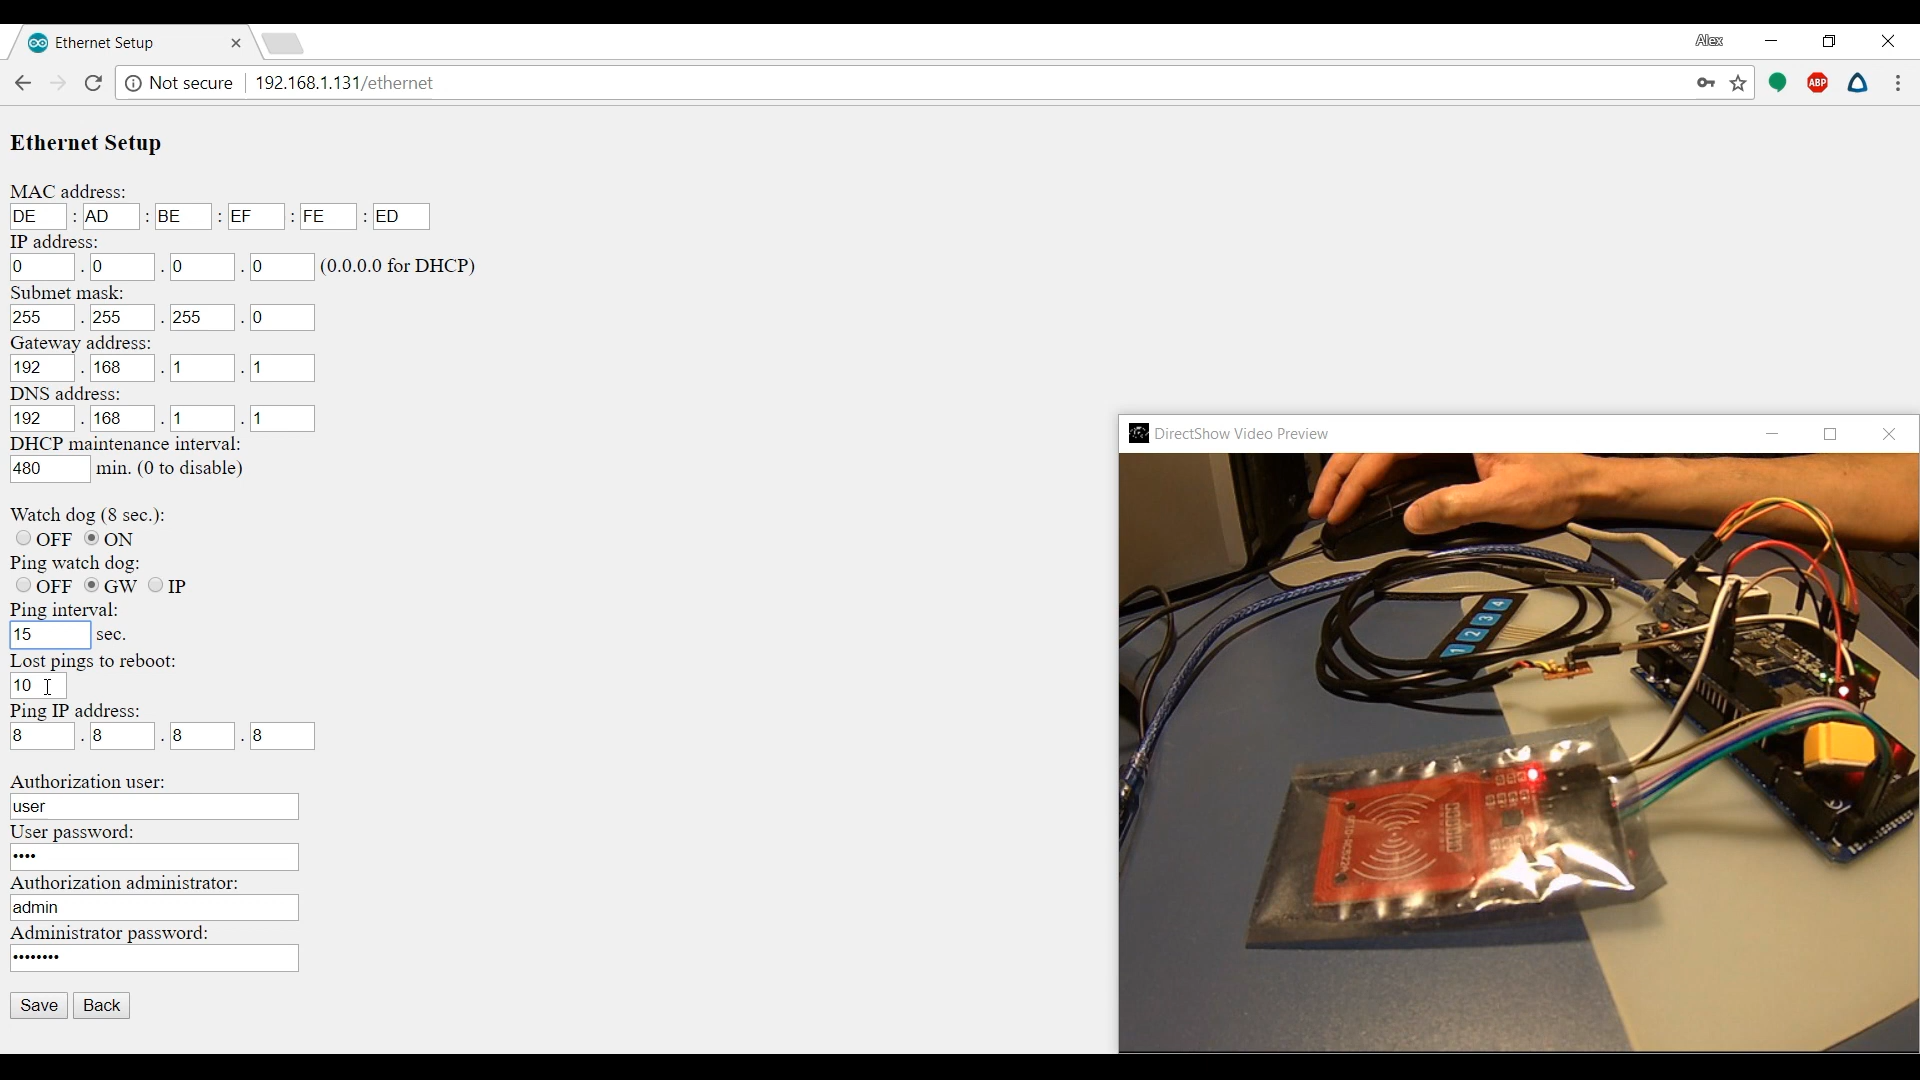 Ethernet Setup
Alex
Not secure
192.168.1.131/ethernet
ABP
Ethernet Setup
MAC address:
DE : AD : BE : EF : FE : ED
IP address:
0 . 0 . 0 . 0 (0.0.0.0 for DHCP)
Submet mask:
255 . 255 . 255 . 0
Gateway address:
192 . 168 . 1 . 1
DNS address:
192 . 168 . 1 . 1
DHCP maintenance interval:
480 min. (0 to disable)
Watch dog (8 sec.):
OFF ON
Ping watch dog:
OFF GW IP
Ping interval:
15 sec.
Lost pings to reboot:
10
Ping IP address:
8 . 8 . 8 . 8
Authorization user:
user
User password:
••••
Authorization administrator:
admin
Administrator password:
••••••••
Save Back
DirectShow Video Preview
1 2 3 4